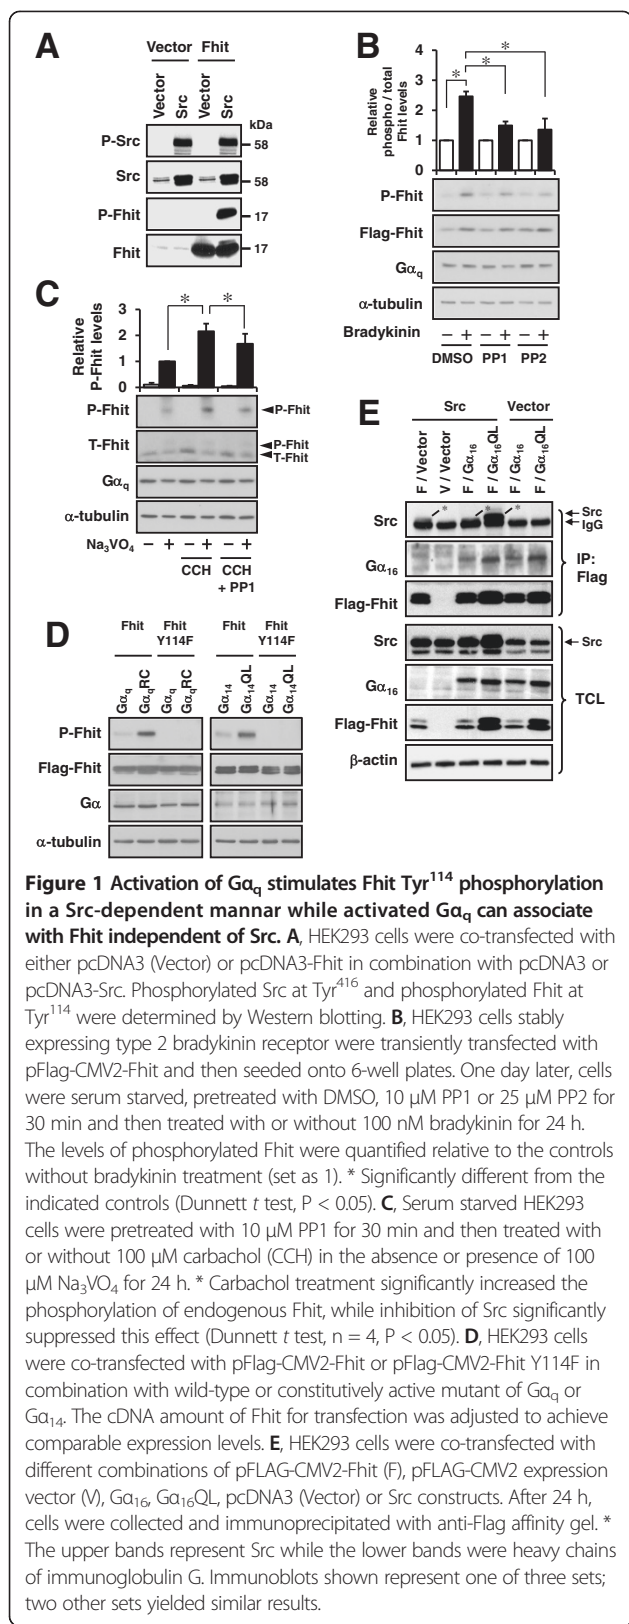 A
Vector Fhit
Vector Src Vector Src
kDa
P-Src
58
Src
58
P-Fhit
17
Fhit
17
B
Relative
phospho / total
Fhit levels
4
3
2
1
0
* * *
P-Fhit
Flag-Fhit
Gαq
α-tubulin
Bradykinin − + − + − +
DMSO PP1 PP2
C
Relative
P-Fhit levels
3
2
1
0
* *
P-Fhit
P-Fhit
T-Fhit
P-Fhit
T-Fhit
Gαq
α-tubulin
Na₃VO₄ − + − + − +
CCH CCH
+ PP1
D
Fhit Fhit Y114F Fhit Fhit Y114F
Gαq GαqRC Gαq GαqRC Gα14 Gα14QL Gα14 Gα14QL
P-Fhit
Flag-Fhit
Gα
α-tubulin
E
Src Vector
F / Vector V / Vector F / Gα16 F / Gα16QL F / Gα16 F / Gα16QL
Src
* * *
Src
IgG
Gα16
Flag-Fhit
IP:
Flag
Src
Src
Gα16
Flag-Fhit
β-actin
TCL
Figure 1 Activation of Gαq stimulates Fhit Tyr¹¹⁴ phosphorylation
in a Src-dependent mannar while activated Gαq can associate
with Fhit independent of Src. A, HEK293 cells were co-transfected with
either pcDNA3 (Vector) or pcDNA3-Fhit in combination with pcDNA3 or
pcDNA3-Src. Phosphorylated Src at Tyr⁴¹⁶ and phosphorylated Fhit at
Tyr¹¹⁴ were determined by Western blotting. B, HEK293 cells stably
expressing type 2 bradykinin receptor were transiently transfected with
pFlag-CMV2-Fhit and then seeded onto 6-well plates. One day later, cells
were serum starved, pretreated with DMSO, 10 μM PP1 or 25 μM PP2 for
30 min and then treated with or without 100 nM bradykinin for 24 h.
The levels of phosphorylated Fhit were quantified relative to the controls
without bradykinin treatment (set as 1). * Significantly different from the
indicated controls (Dunnett t test, P < 0.05). C, Serum starved HEK293
cells were pretreated with 10 μM PP1 for 30 min and then treated with
or without 100 μM carbachol (CCH) in the absence or presence of 100
μM Na₃VO₄ for 24 h. * Carbachol treatment significantly increased the
phosphorylation of endogenous Fhit, while inhibition of Src significantly
suppressed this effect (Dunnett t test, n = 4, P < 0.05). D, HEK293 cells
were co-transfected with pFlag-CMV2-Fhit or pFlag-CMV2-Fhit Y114F in
combination with wild-type or constitutively active mutant of Gαq or
Gα14. The cDNA amount of Fhit for transfection was adjusted to achieve
comparable expression levels. E, HEK293 cells were co-transfected with
different combinations of pFLAG-CMV2-Fhit (F), pFLAG-CMV2 expression
vector (V), Gα16, Gα16QL, pcDNA3 (Vector) or Src constructs. After 24 h,
cells were collected and immunoprecipitated with anti-Flag affinity gel. *
The upper bands represent Src while the lower bands were heavy chains
of immunoglobulin G. Immunoblots shown represent one of three sets;
two other sets yielded similar results.